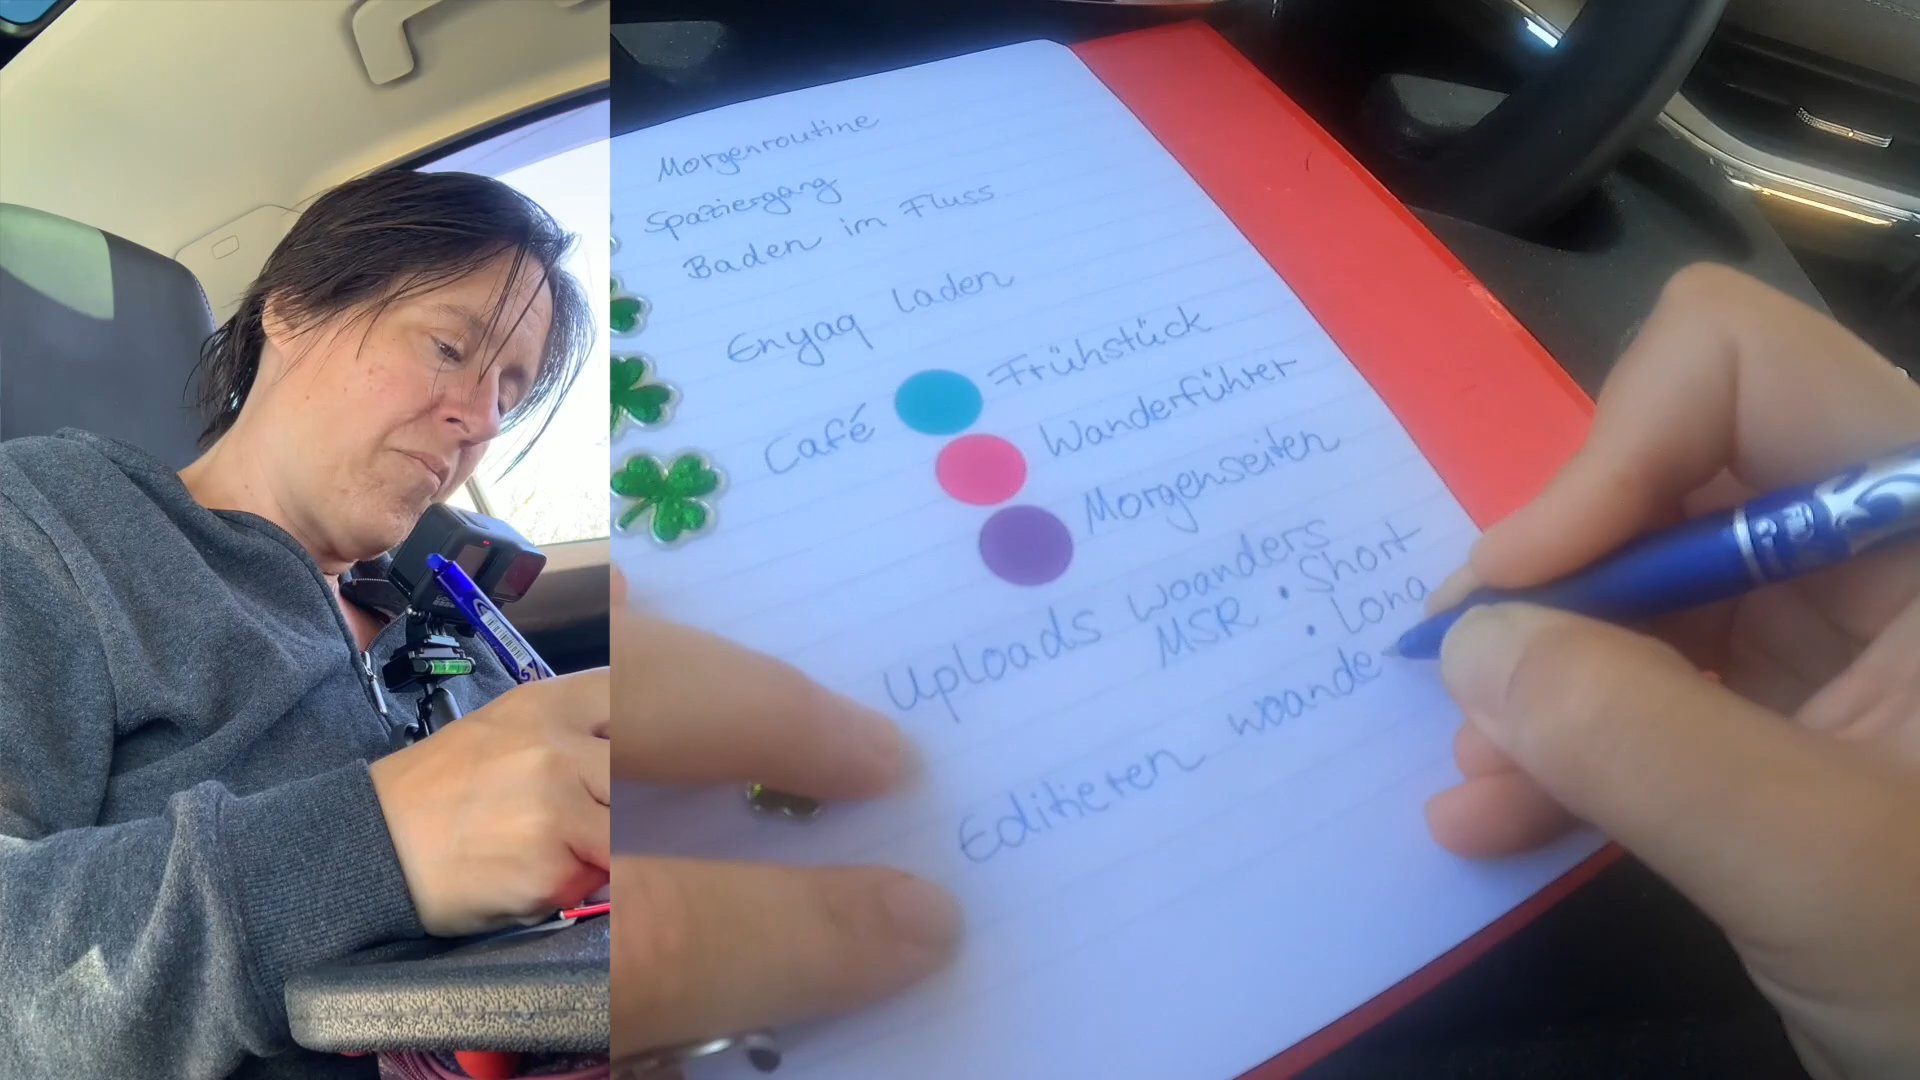 Morgenroutine
Spaziergang
Baden im Fluss
Enyaq laden
Café
Frühstück
Wanderführer
Morgenseiten
Uploads woanders
MSR • Short
• Long
Editieren woande